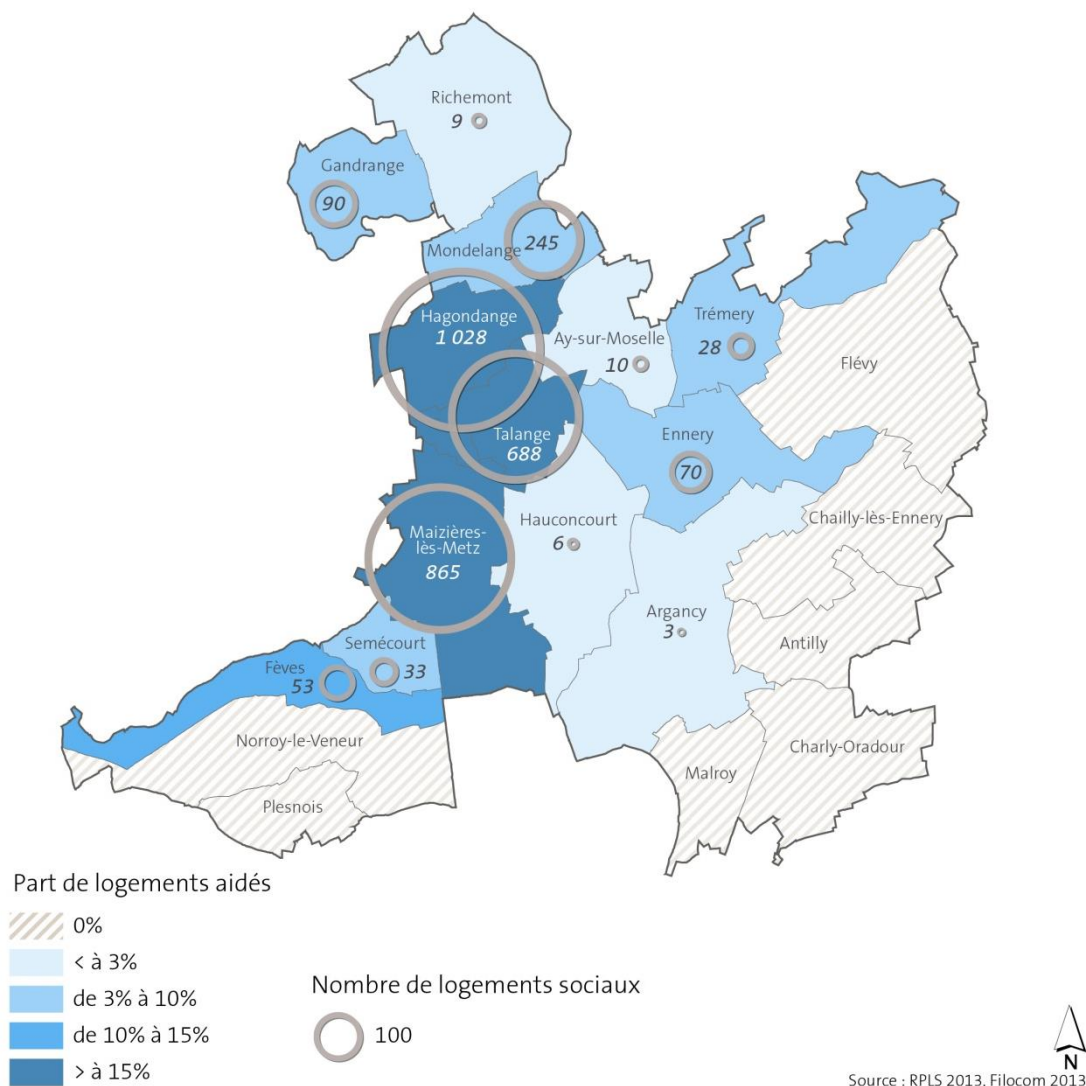 Richemont
9
Gandrange
90
Mondelange
245
Hagondange
1 028
Ay-sur-Moselle
10
Trémery
28
Flévy
Talange
688
Ennery
70
Maizières-
lès-Metz
865
Hauconcourt
6
Chailly-lès-Ennery
Argancy
3
Antilly
Semécourt
33
Fèves
53
Norroy-le-Veneur
Charly-Oradour
Malroy
Plesnois
Part de logements aidés
0%
< à 3%
de 3% à 10%
de 10% à 15%
> à 15%
Nombre de logements sociaux
100
N
Source : RPLS 2013, Filocom 2013